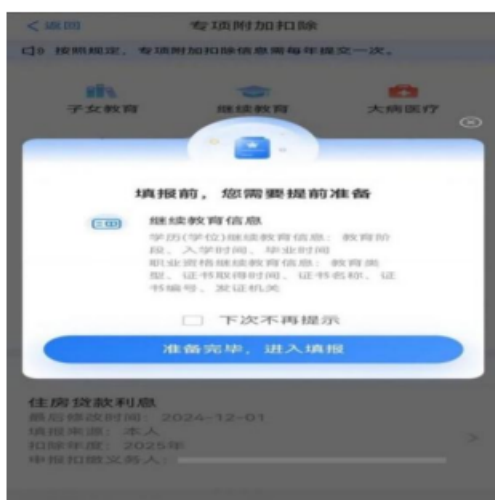 < 返回
专项附加扣除
按照规定，专项附加扣除信息需每年提交一次。
子女教育
继续教育
大病医疗
填报前，您需要提前准备
继续教育信息
学历(学位)继续教育信息：教育阶
段、入学时间、毕业时间
职业资格继续教育信息：教育类
型、证书取得时间、证书名称、证
书编号、发证机关
下次不再提示
准备完毕，进入填报
住房贷款利息
最后修改时间：2024-12-01
填报来源：本人
扣除年度：2025年
申报扣缴义务人：